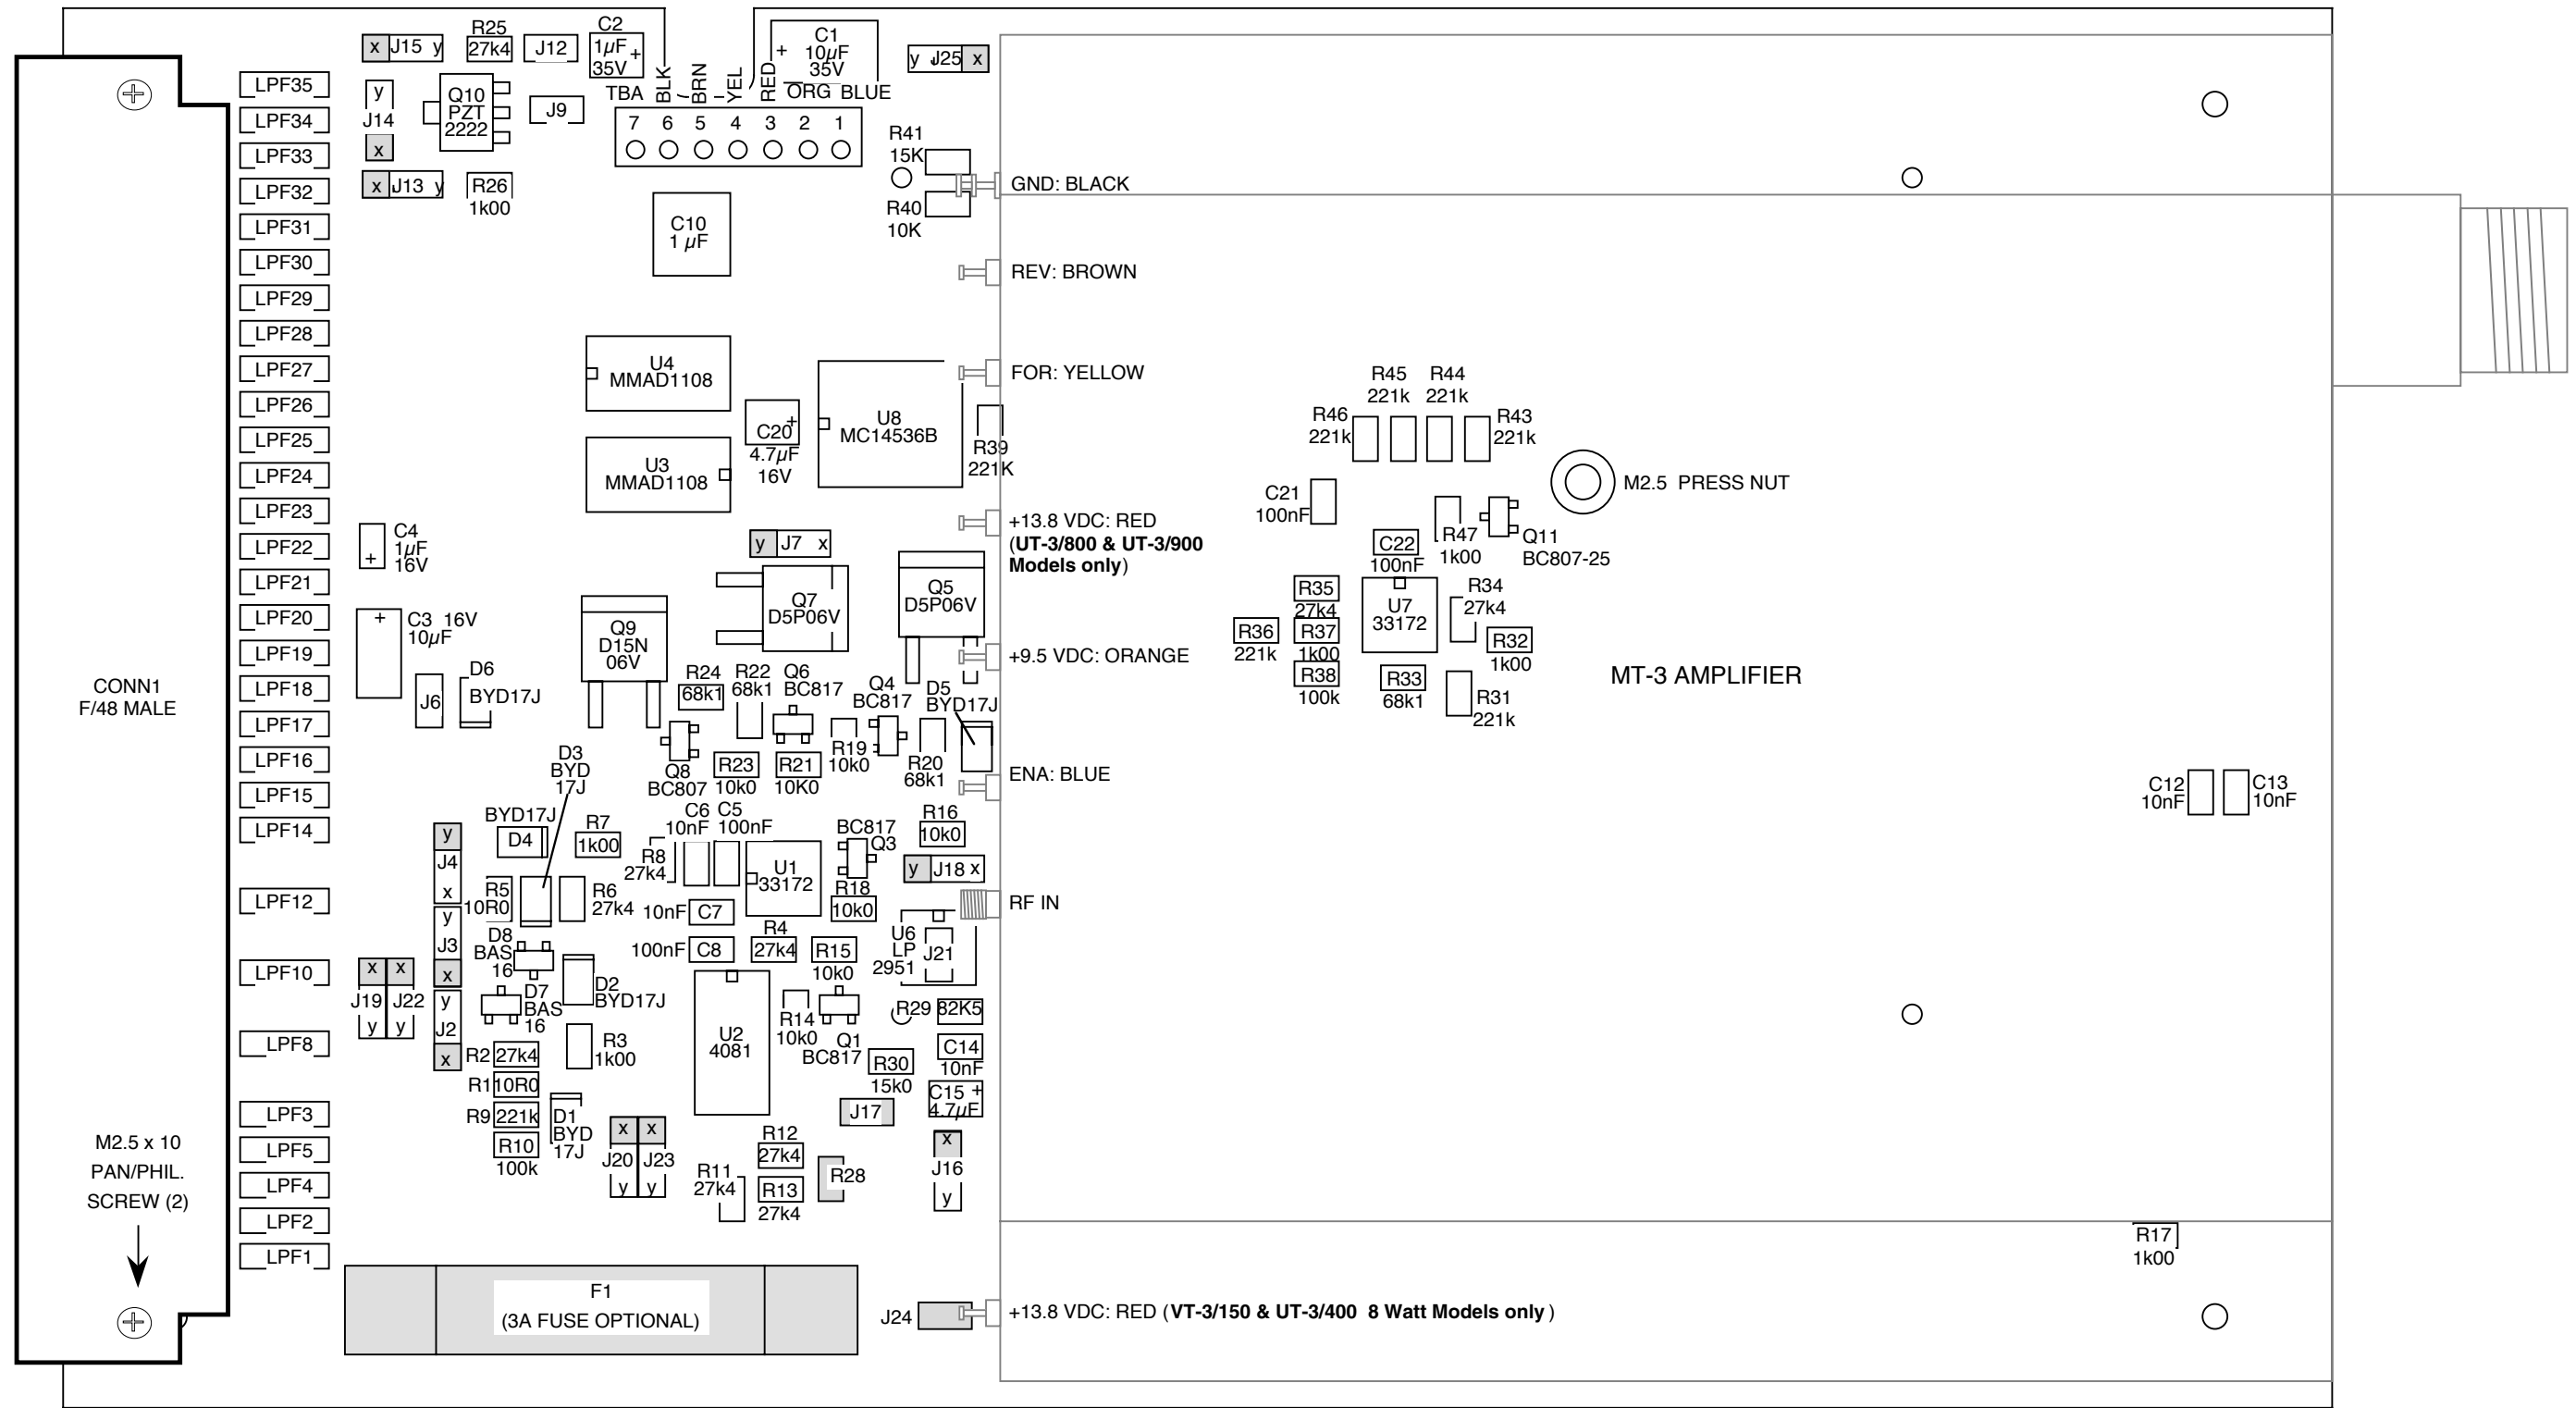 x J15 y
R25
27k4
J12
C2
1µF +
35V
BLK
BRN
YEL
RED
C1
+ 10µF
35V
ORG BLUE
y J25 x
TBA
7 6 5 4 3 2 1
y
J14
x
Q10
PZT
2222
J9
x J13 y
R26
1k00
R41
15K
R40
10K
GND: BLACK
C10
1 µF
REV: BROWN
LPF35
LPF34
LPF33
LPF32
LPF31
LPF30
LPF29
LPF28
LPF27
LPF26
LPF25
LPF24
LPF23
LPF22
LPF21
LPF20
LPF19
LPF18
LPF17
LPF16
LPF15
LPF14
LPF12
LPF10
LPF8
LPF3
LPF5
LPF4
LPF2
LPF1
CONN1
F/48 MALE
M2.5 x 10
PAN/PHIL.
SCREW (2)
U4
MMAD1108
U3
MMAD1108
C20 +
4.7µF
16V
U8
MC14536B
FOR: YELLOW
R39
221K
R45
221k
R44
221k
R46
221k
R43
221k
M2.5 PRESS NUT
C21
100nF
R47
1k00
Q11
BC807-25
C22
100nF
R35
27k4
U7
33172
R34
27k4
R36
221k
R37
1k00
R32
1k00
R38
100k
R33
68k1
R31
221k
MT-3 AMPLIFIER
C12
10nF
C13
10nF
+13.8 VDC: RED
(UT-3/800 & UT-3/900
Models only)
C4
1µF
+ 16V
y J7 x
Q7
D5P06V
Q5
D5P06V
+ C3 16V
10µF
Q9
D15N
06V
+9.5 VDC: ORANGE
J6
D6
BYD17J
R24
68k1
R22
68k1
Q6
BC817
Q4
BC817
D5
BYD17J
R19
10k0
R20
68k1
Q8
BC807
R23
10k0
R21
10K0
ENA: BLUE
D3
BYD
17J
BYD17J
D4
R7
1k00
C6
10nF
C5
100nF
BC817
Q3
R16
10k0
y
J4
x
R8
27k4
U1
33172
y J18 x
R5
10R0
R6
27k4
R18
10k0
RF IN
10nF C7
y
J3
x
D8
BAS
16
100nF C8
R4
27k4
R15
10k0
U6
LP
2951
J21
x x
J19 J22
y y
y
J2
x
D7
BAS
16
D2
BYD17J
U2
4081
R14
10k0
Q1
BC817
R29 82K5
C14
10nF
R2 27k4
R3
1k00
R30
15k0
R1 10R0
C15 +
4.7µF
R9 221k
D1
BYD
17J
J17
R10
100k
x x
J20 J23
y y
R12
27k4
R11
27k4
R13
27k4
R28
x
J16
y
R17
1k00
F1
(3A FUSE OPTIONAL)
J24
+13.8 VDC: RED (VT-3/150 & UT-3/400 8 Watt Models only)